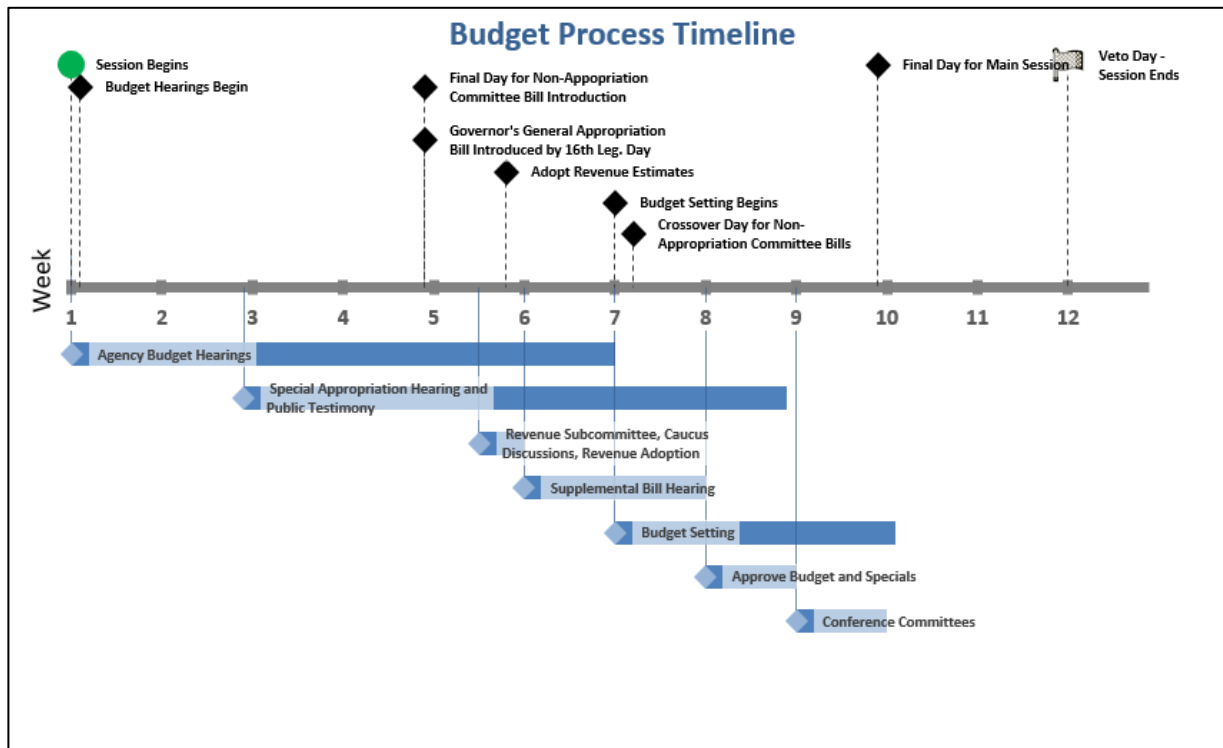 Budget Process Timeline
Session Begins
Budget Hearings Begin
Final Day for Non-Appopriation
Committee Bill Introduction
Governor's General Appropriation
Bill Introduced by 16th Leg. Day
Adopt Revenue Estimates
Budget Setting Begins
Crossover Day for Non-
Appropriation Committee Bills
Final Day for Main Session
Veto Day -
Session Ends
Week
1 2 3 4 5 6 7 8 9 10 11 12
Agency Budget Hearings
Special Appropriation Hearing and
Public Testimony
Revenue Subcommittee, Caucus
Discussions, Revenue Adoption
Supplemental Bill Hearing
Budget Setting
Approve Budget and Specials
Conference Committees